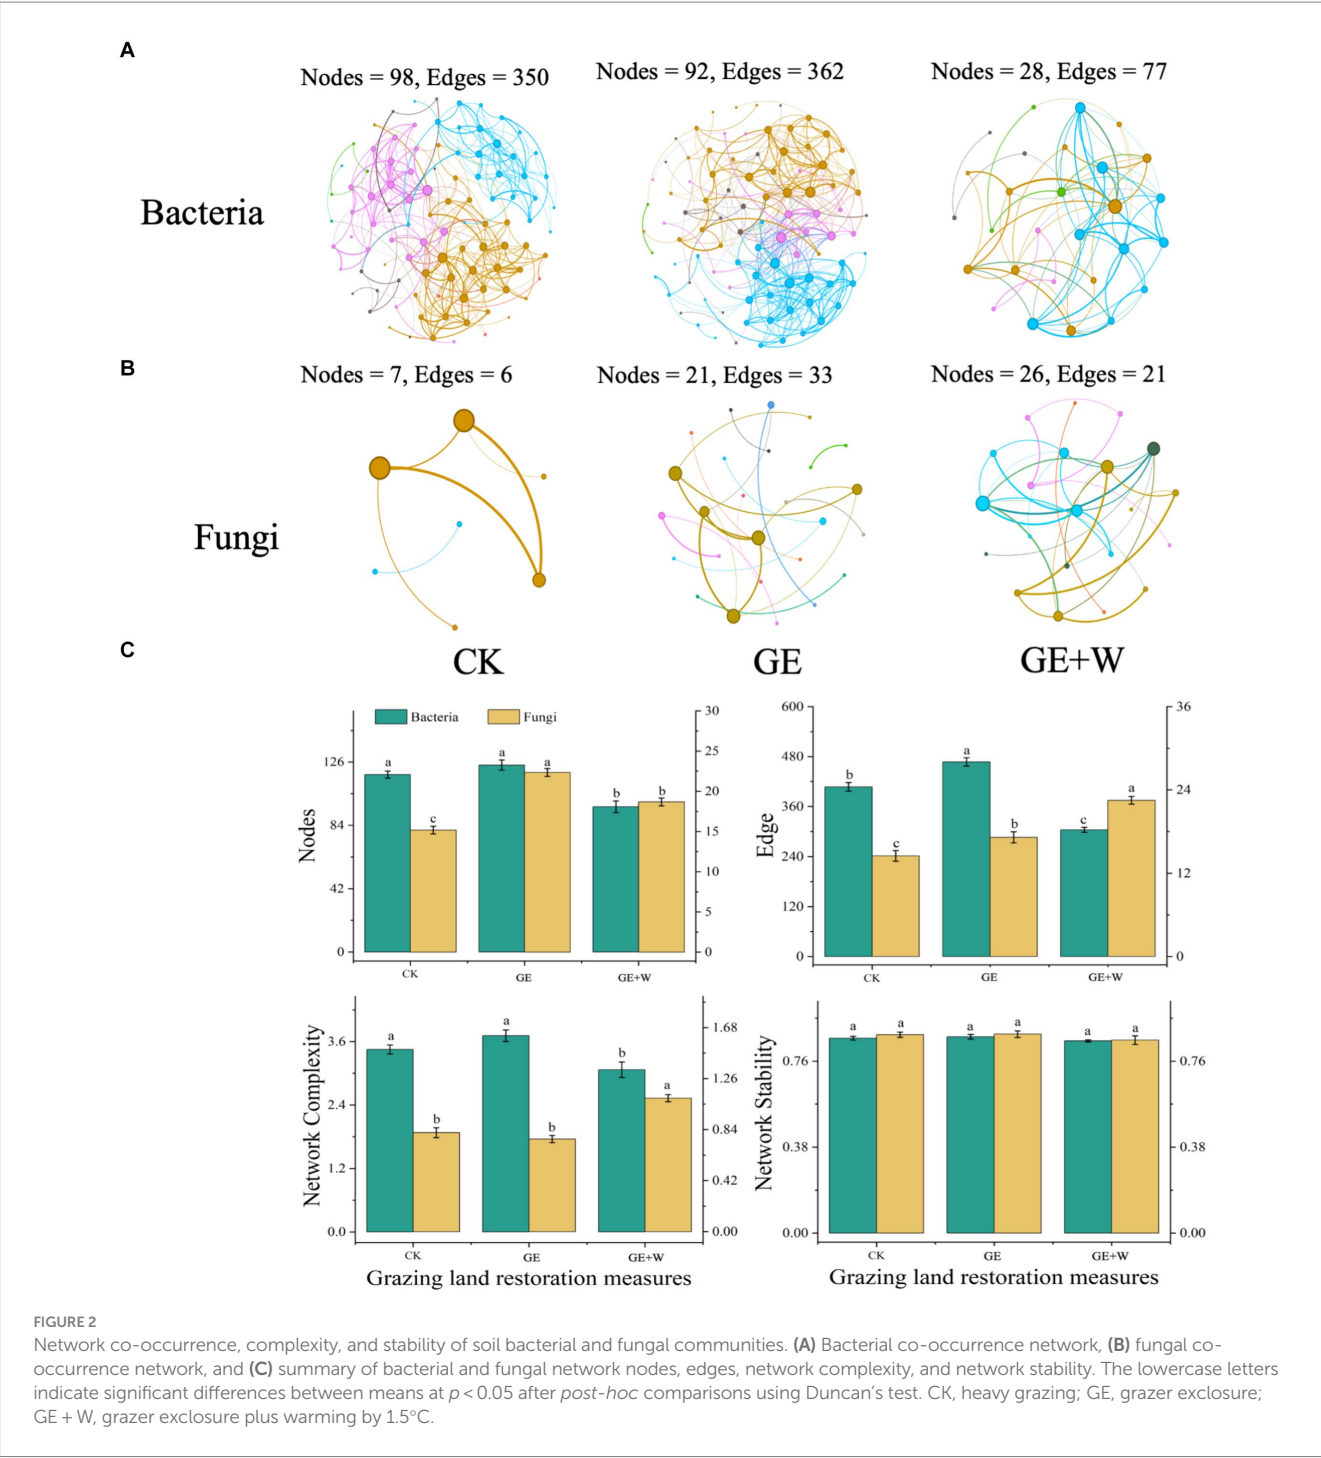 A
Nodes = 98, Edges = 350
Nodes = 92, Edges = 362
Nodes = 28, Edges = 77
Bacteria
B
Nodes = 7, Edges = 6
Nodes = 21, Edges = 33
Nodes = 26, Edges = 21
Fungi
C
CK
GE
GE+W
Bacteria
Fungi
Nodes
126
84
42
0
30
25
20
15
10
5
0
a
c
a
a
b
b
CK
GE
GE+W
Edge
600
480
360
240
120
0
36
24
12
0
b
c
a
b
c
a
CK
GE
GE+W
Network Complexity
3.6
2.4
1.2
0.0
1.68
1.26
0.84
0.42
0.00
a
b
a
b
b
a
CK
GE
GE+W
Grazing land restoration measures
Network Stability
0.76
0.38
0.00
0.76
0.38
0.00
a
a
a
a
a
a
CK
GE
GE+W
Grazing land restoration measures
FIGURE 2
Network co-occurrence, complexity, and stability of soil bacterial and fungal communities. (A) Bacterial co-occurrence network, (B) fungal co-
occurrence network, and (C) summary of bacterial and fungal network nodes, edges, network complexity, and network stability. The lowercase letters
indicate significant differences between means at p < 0.05 after post-hoc comparisons using Duncan's test. CK, heavy grazing; GE, grazer exclosure;
GE + W, grazer exclosure plus warming by 1.5°C.